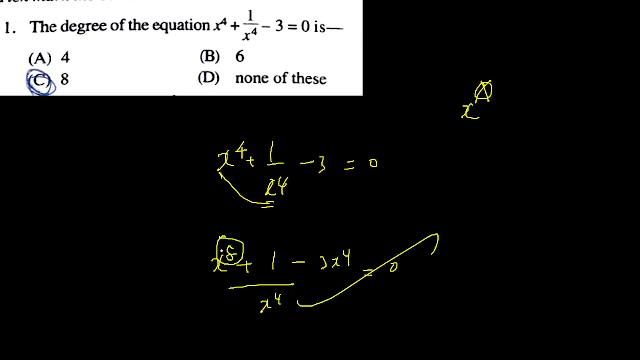 1. The degree of the equation x⁴ + 1/x⁴ − 3 = 0 is—
(A) 4 (B) 6
(C) 8 (D) none of these
x⁴ + 1/x⁴ − 3 = 0
x⁸ + 1 − 3x⁴ = 0
x⁴